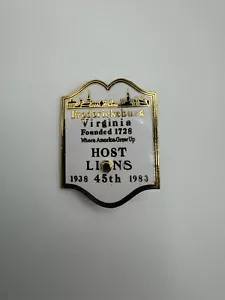 Fredericksburg
Virginia
Founded 1728
Where America Grew Up
HOST
LIONS
1938 45th 1983